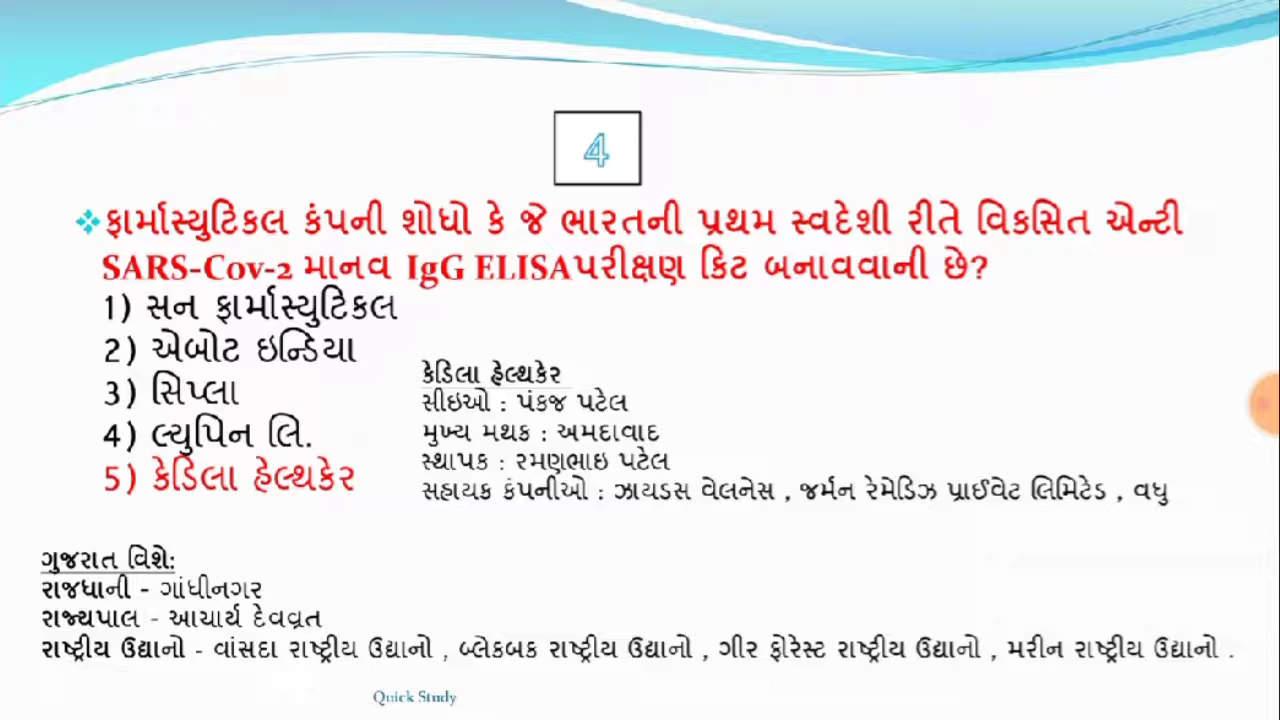 4
❖ફાર્માસ્યુટિકલ કંપની શોધો કે જે ભારતની પ્રથમ સ્વદેશી રીતે વિકસિત એન્ટી
SARS-Cov-2 માનવ IgG ELISAપરીક્ષણ કિટ બનાવવાની છે?
1) સન ફાર્માસ્યુટિકલ
2) એબોટ ઇન્ડિયા
3) સિપ્લા
4) લ્યુપિન લિ.
5) કેડિલા હેલ્થકેર
કેડિલા હેલ્થકેર
સીઇઓ : પંકજ પટેલ
મુખ્ય મથક : અમદાવાદ
સ્થાપક : રમણભાઇ પટેલ
સહાયક કંપનીઓ : ઝાયડસ વેલનેસ , જર્મન રેમેડિઝ પ્રાઈવેટ લિમિટેડ , વધુ
ગુજરાત વિશે:
રાજધાની - ગાંધીનગર
રાજ્યપાલ - આચાર્ય દેવવ્રત
રાષ્ટ્રીય ઉદ્યાનો - વાંસદા રાષ્ટ્રીય ઉદ્યાનો , બ્લેકબક રાષ્ટ્રીય ઉદ્યાનો , ગીર ફોરેસ્ટ રાષ્ટ્રીય ઉદ્યાનો , મરીન રાષ્ટ્રીય ઉદ્યાનો .
Quick Study